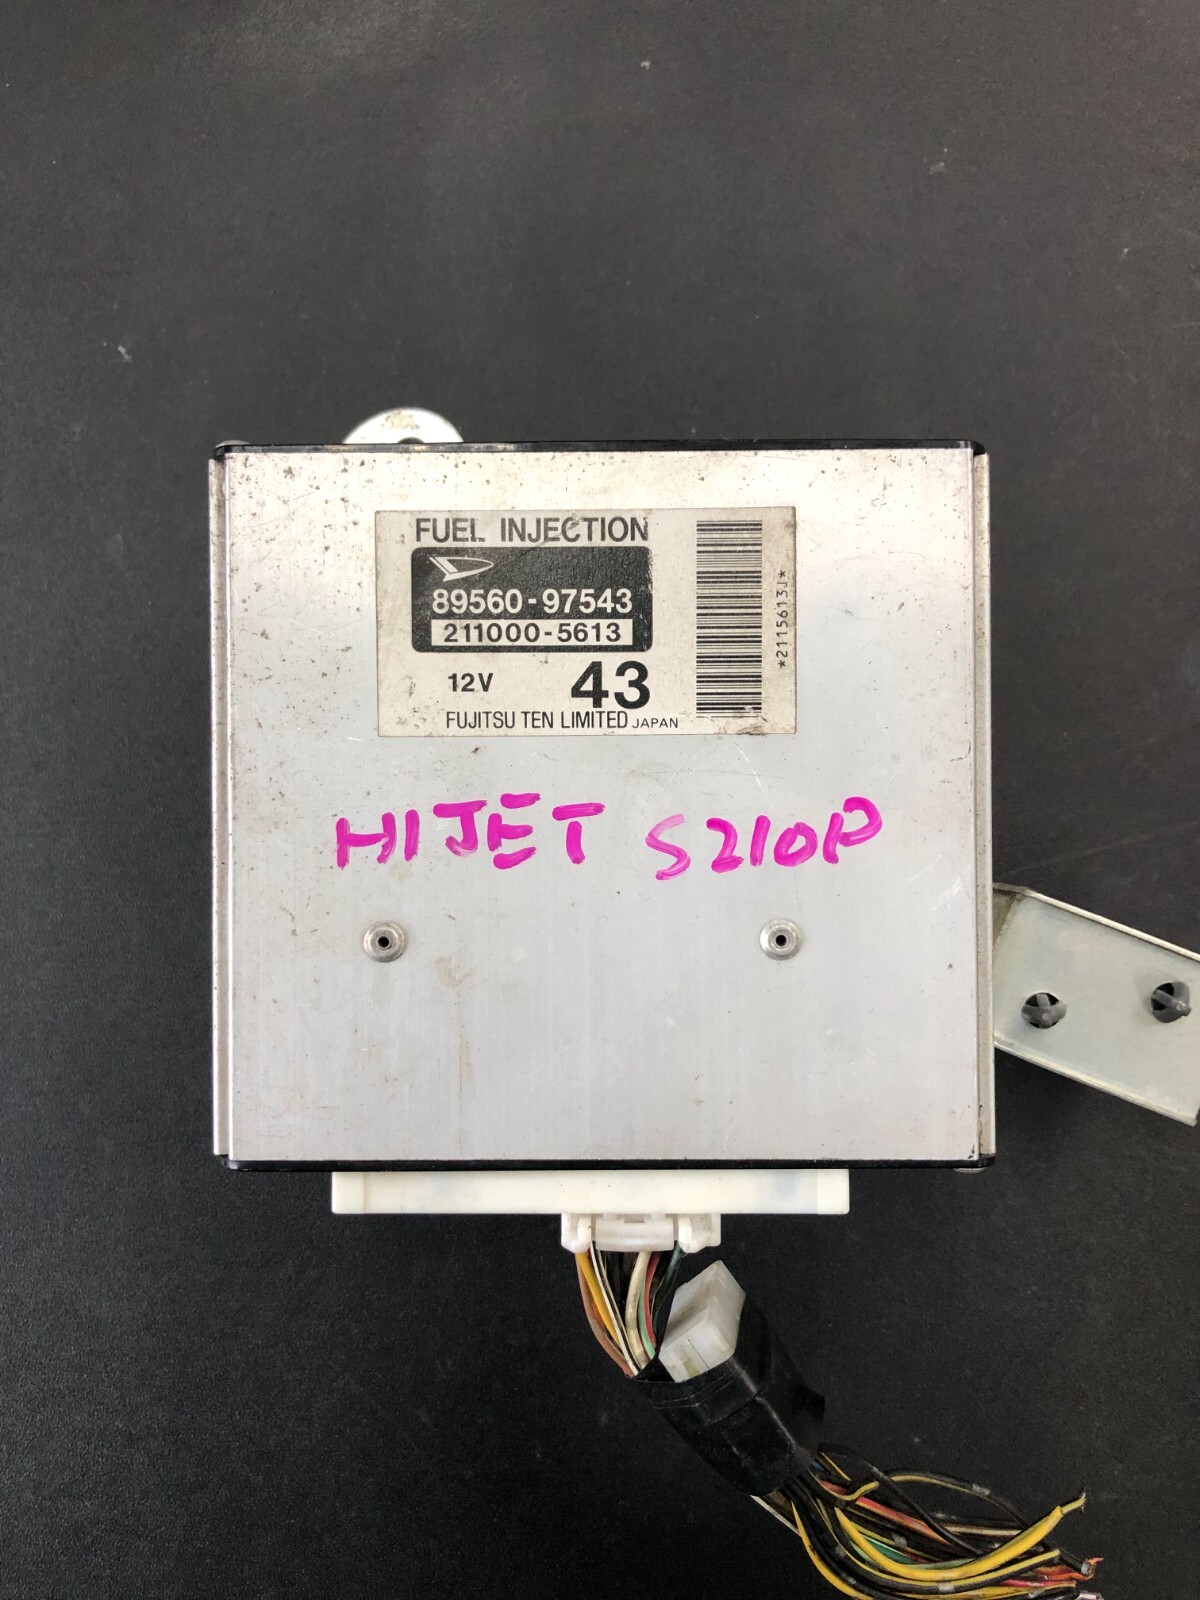 FUEL INJECTION
89560-97543
211000-5613
12V 43
FUJITSU TEN LIMITED JAPAN
*2115613J*
HIJET S210P